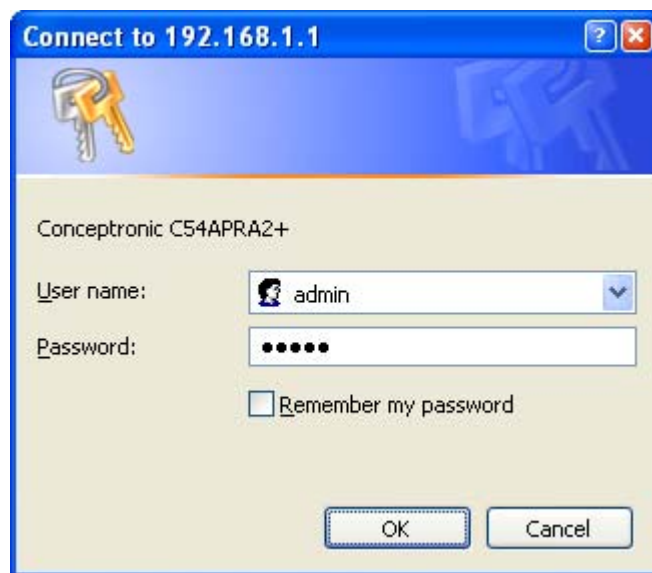 Connect to 192.168.1.1
Conceptronic C54APRA2+
User name: admin
Password: •••••
Remember my password
OK Cancel